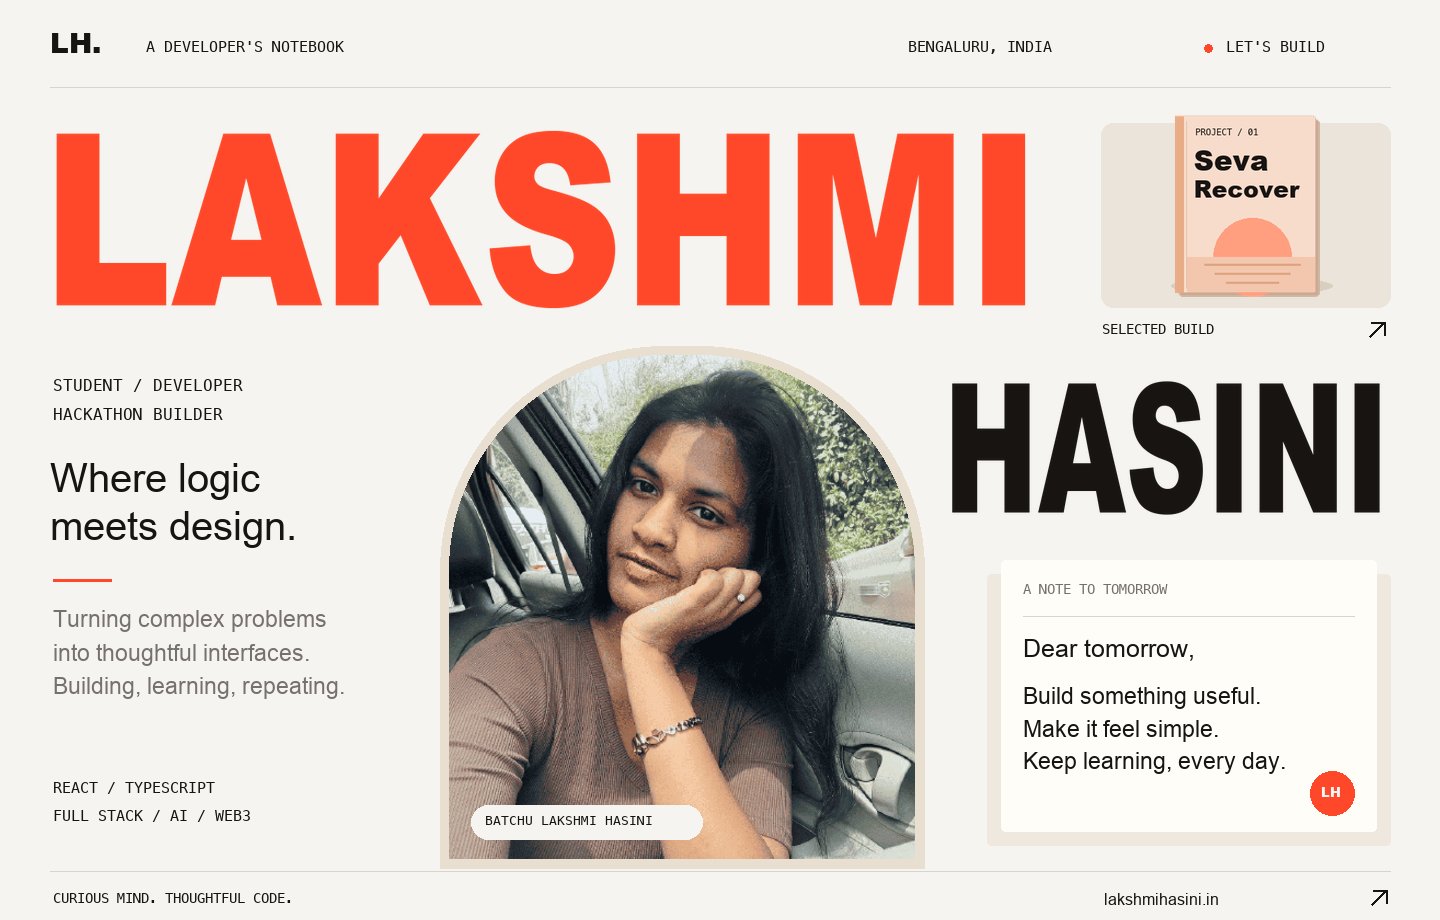 LH.
A DEVELOPER'S NOTEBOOK
BENGALURU, INDIA
LET'S BUILD
LAKSHMI
PROJECT / 01
Seva
Recover
SELECTED BUILD
STUDENT / DEVELOPER
HACKATHON BUILDER
HASINI
Where logic
meets design.
Turning complex problems
into thoughtful interfaces.
Building, learning, repeating.
REACT / TYPESCRIPT
FULL STACK / AI / WEB3
BATCHU LAKSHMI HASINI
A NOTE TO TOMORROW
Dear tomorrow,
Build something useful.
Make it feel simple.
Keep learning, every day.
LH
CURIOUS MIND. THOUGHTFUL CODE.
lakshmihasini.in